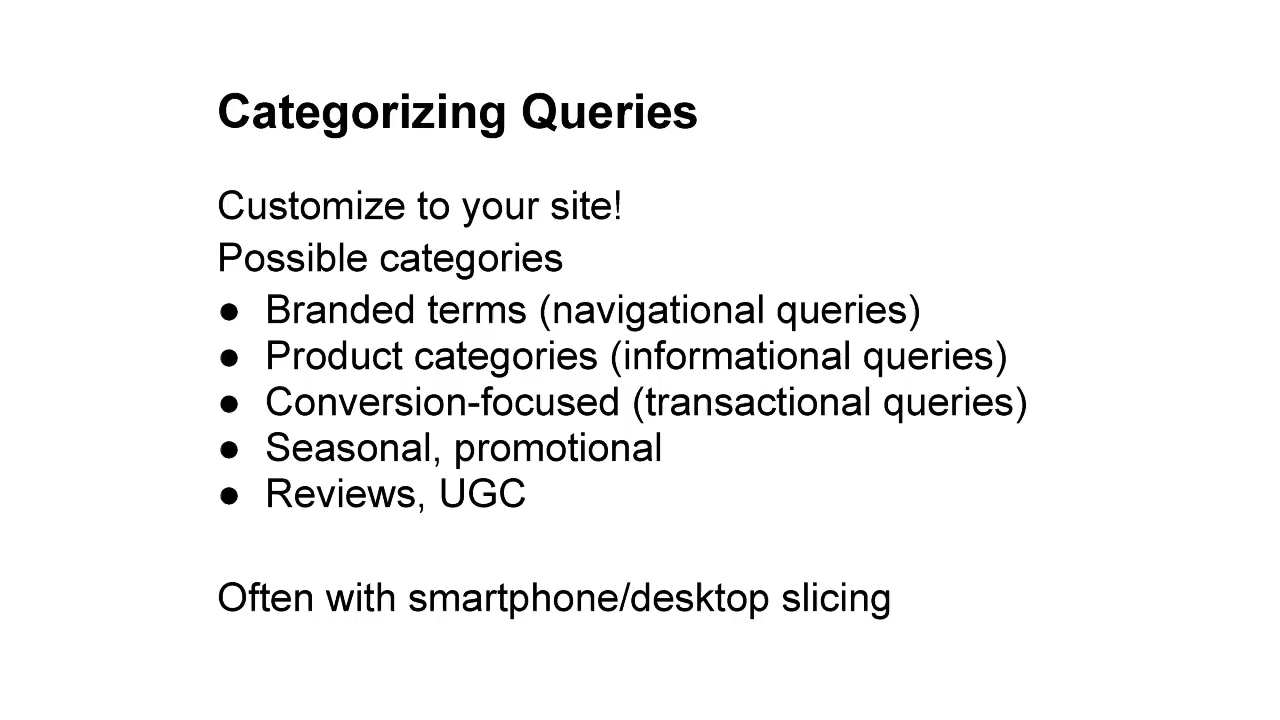 Categorizing Queries
Customize to your site!
Possible categories
● Branded terms (navigational queries)
● Product categories (informational queries)
● Conversion-focused (transactional queries)
● Seasonal, promotional
● Reviews, UGC
Often with smartphone/desktop slicing